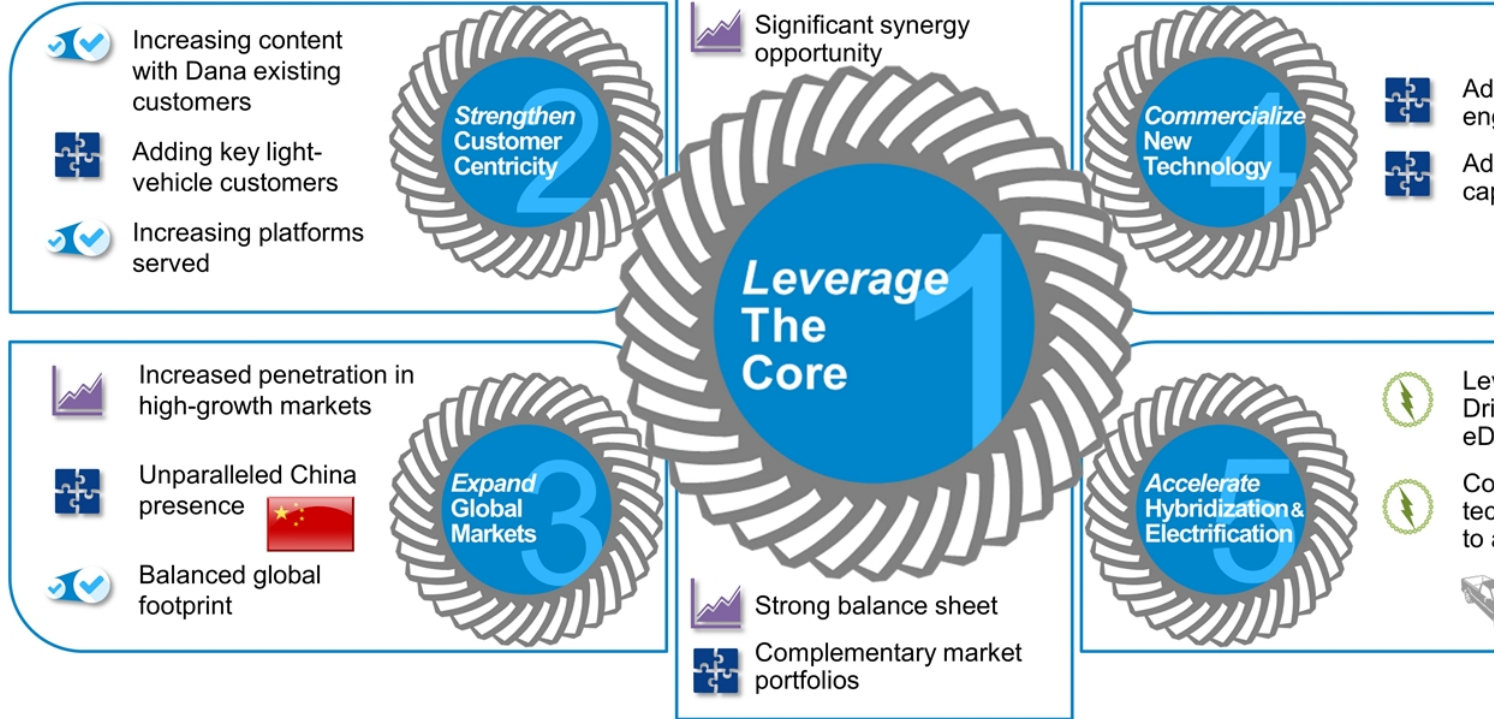 Increasing content
with Dana existing
customers
Adding key light-
vehicle customers
Increasing platforms
served
2
Strengthen
Customer
Centricity
Significant synergy
opportunity
1
Leverage
The
Core
Strong balance sheet
Complementary market
portfolios
4
Commercialize
New
Technology
Increased penetration in
high-growth markets
Unparalleled China
presence
Balanced global
footprint
3
Expand
Global
Markets
5
Accelerate
Hybridization &
Electrification
to